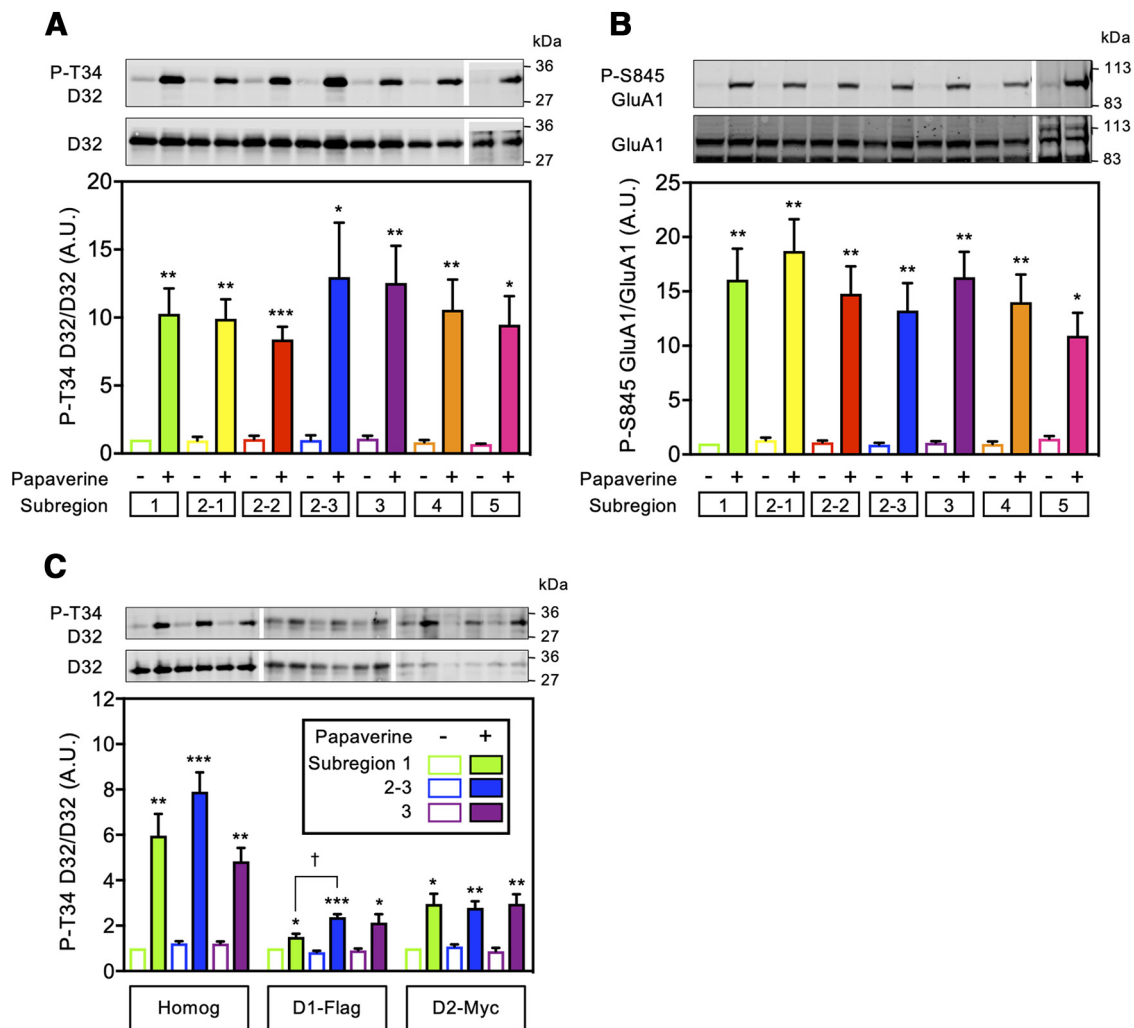 A
kDa
P-T34
D32
36
27
D32
36
27
P-T34 D32/D32 (A.U.)
20
15
10
5
0
** ** *** * ** ** *
Papaverine - + - + - + - + - + - + - +
Subregion 1 2-1 2-2 2-3 3 4 5
B
kDa
P-S845
GluA1
113
83
GluA1
113
83
P-S845 GluA1/GluA1 (A.U.)
25
20
15
10
5
0
** ** ** ** ** ** *
Papaverine - + - + - + - + - + - + - +
Subregion 1 2-1 2-2 2-3 3 4 5
C
kDa
P-T34
D32
36
27
D32
36
27
P-T34 D32/D32 (A.U.)
12
10
8
6
4
2
0
Papaverine - +
Subregion 1
2-3
3
** *** ** * *** * * ** **
†
Homog D1-Flag D2-Myc